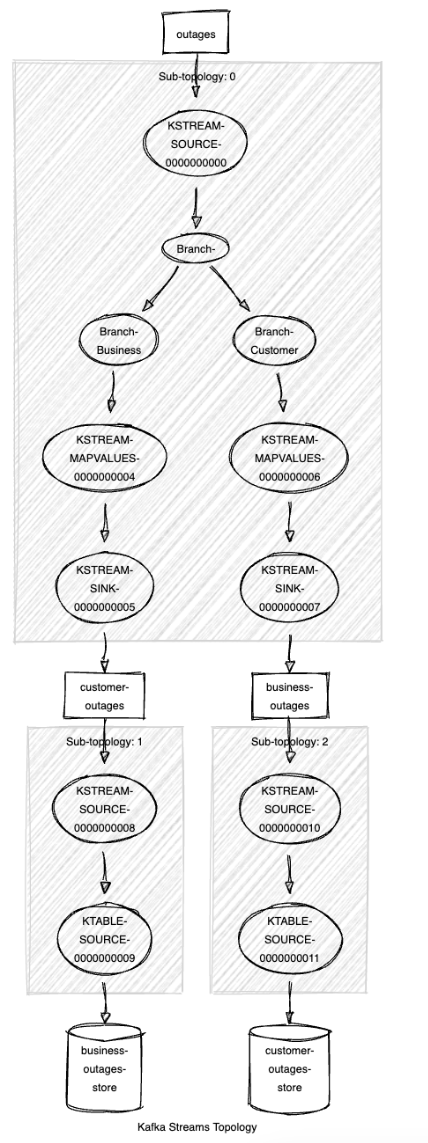 outages
Sub-topology: 0
KSTREAM-
SOURCE-
0000000000
Branch-
Branch-
Business
Branch-
Customer
KSTREAM-
MAPVALUES-
0000000004
KSTREAM-
MAPVALUES-
0000000006
KSTREAM-
SINK-
0000000005
KSTREAM-
SINK-
0000000007
customer-
outages
business-
outages
Sub-topology: 1
Sub-topology: 2
KSTREAM-
SOURCE-
0000000008
KSTREAM-
SOURCE-
0000000010
KTABLE-
SOURCE-
0000000009
KTABLE-
SOURCE-
0000000011
business-
outages-
store
customer-
outages-
store
Kafka Streams Topology